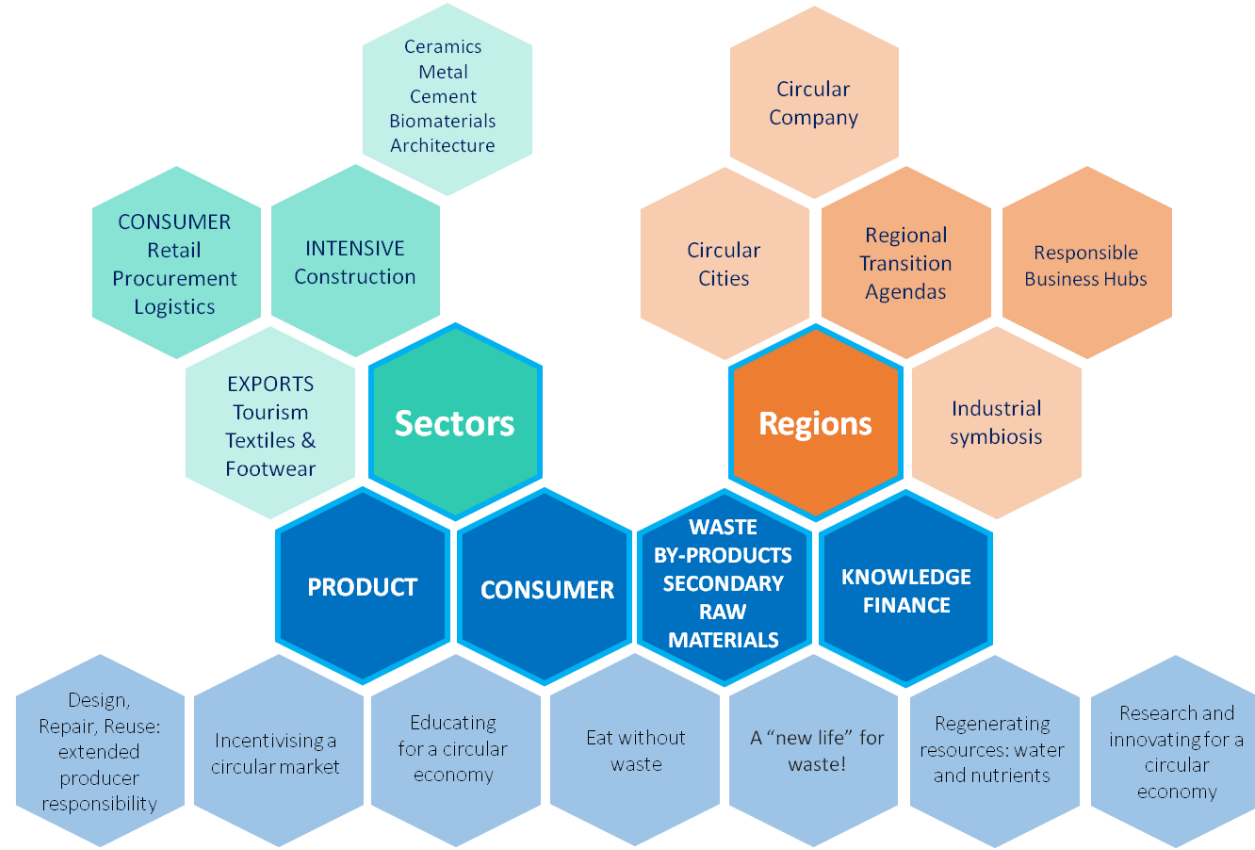 Ceramics
Metal
Cement
Biomaterials
Architecture
Circular
Company
CONSUMER
Retail
Procurement
Logistics
INTENSIVE
Construction
Circular
Cities
Regional
Transition
Agendas
Responsible
Business Hubs
EXPORTS
Tourism
Textiles &
Footwear
Sectors
Regions
Industrial
symbiosis
PRODUCT
CONSUMER
WASTE
BY-PRODUCTS
SECONDARY
RAW
MATERIALS
KNOWLEDGE
FINANCE
Design,
Repair, Reuse:
extended
producer
responsibility
Incentivising a
circular market
Educating
for a circular
economy
Eat without
waste
A “new life” for
waste!
Regenerating
resources: water
and nutrients
Research and
innovating for a
circular
economy